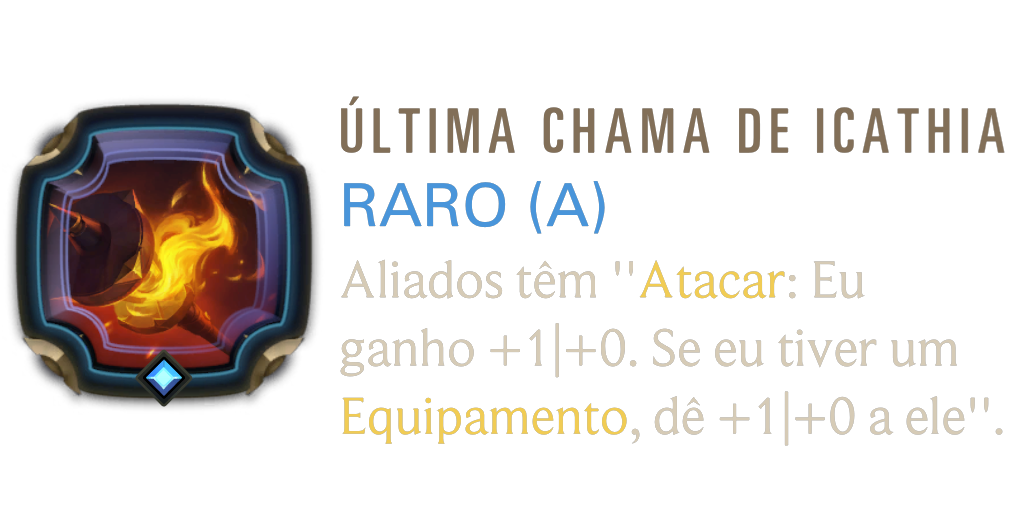 ÚLTIMA CHAMA DE ICATHIA
RARO (A)
Aliados têm "Atacar: Eu
ganho +1|+0. Se eu tiver um
Equipamento, dê +1|+0 a ele".